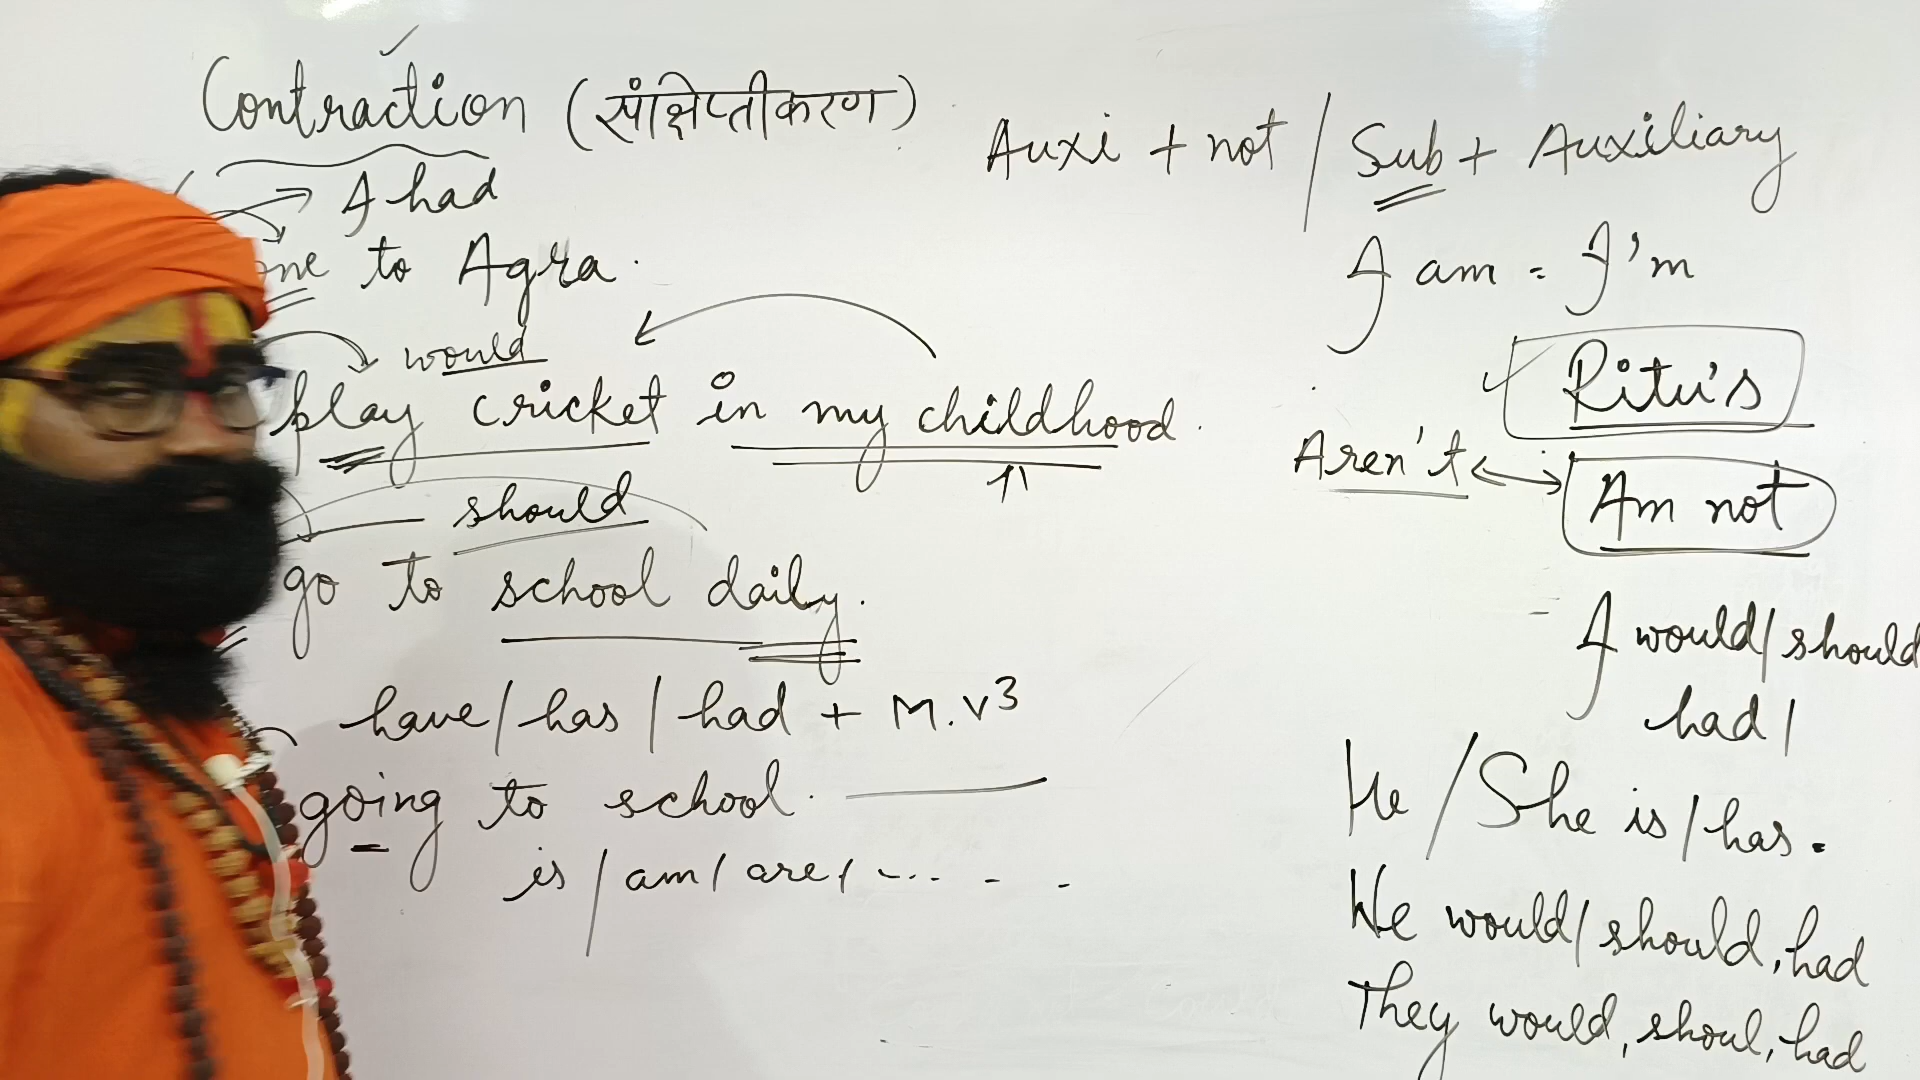 Contraction (संक्षिप्तीकरण)
I had
to Agra.
would
play cricket in my childhood.
should
go to school daily.
have / has / had + M.V3
going to school.
is / am / are / ....
Auxi + not / Sub + Auxiliary
I am = I'm
Ritu's
Aren't Am not
I would / should
had /
He / She is / has.
We would / should, had
They would, shoul, had